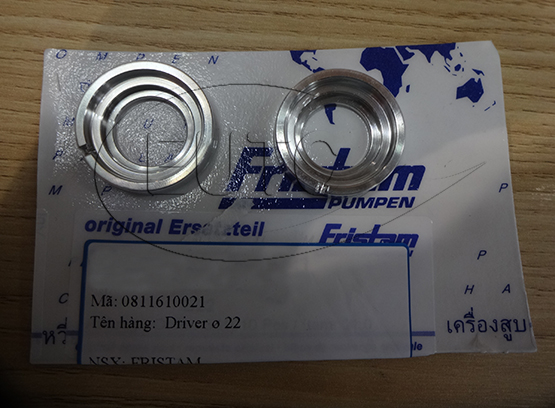 O M P E N
Fristam
PUMPEN
original Ersatzteil
Fristam
Mã: 0811610021
Tên hàng: Driver ø 22
NSX: FRISTAM
เครื่องสูบ